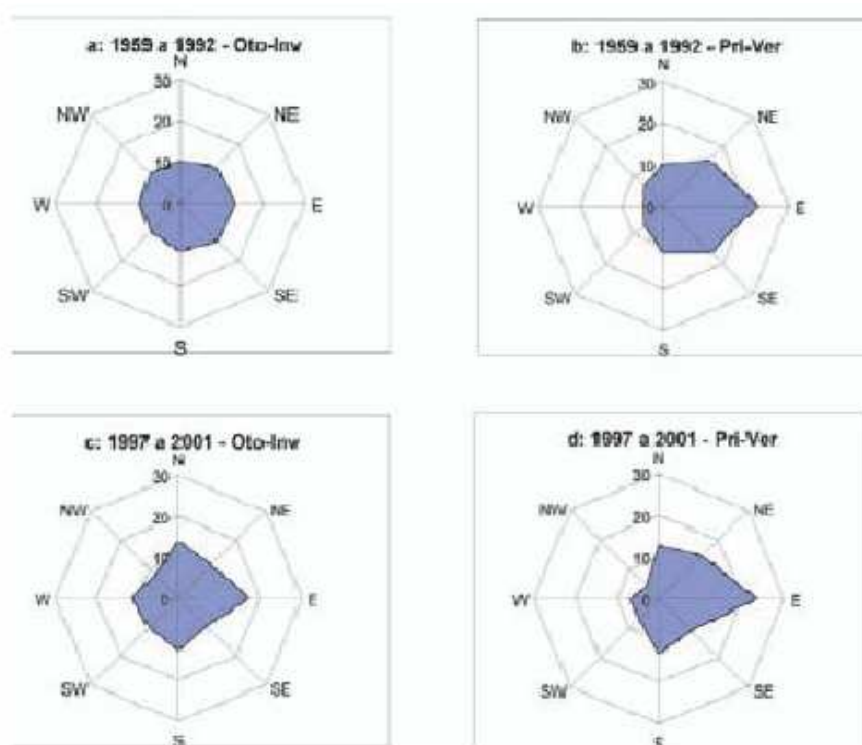 a: 1959 a 1992 - Oto-Inv
N
30
NW
NE
20
10
W
0
E
SW
SE
S
b: 1959 a 1992 - Pri-Ver
N
30
NW
NE
20
10
W
0
E
SW
SE
S
c: 1997 a 2001 - Oto-Inv
N
30
NW
NE
20
10
W
0
E
SW
SE
S
d: 1997 a 2001 - Pri-Ver
N
30
NW
NE
20
10
W
0
E
SW
SE
S